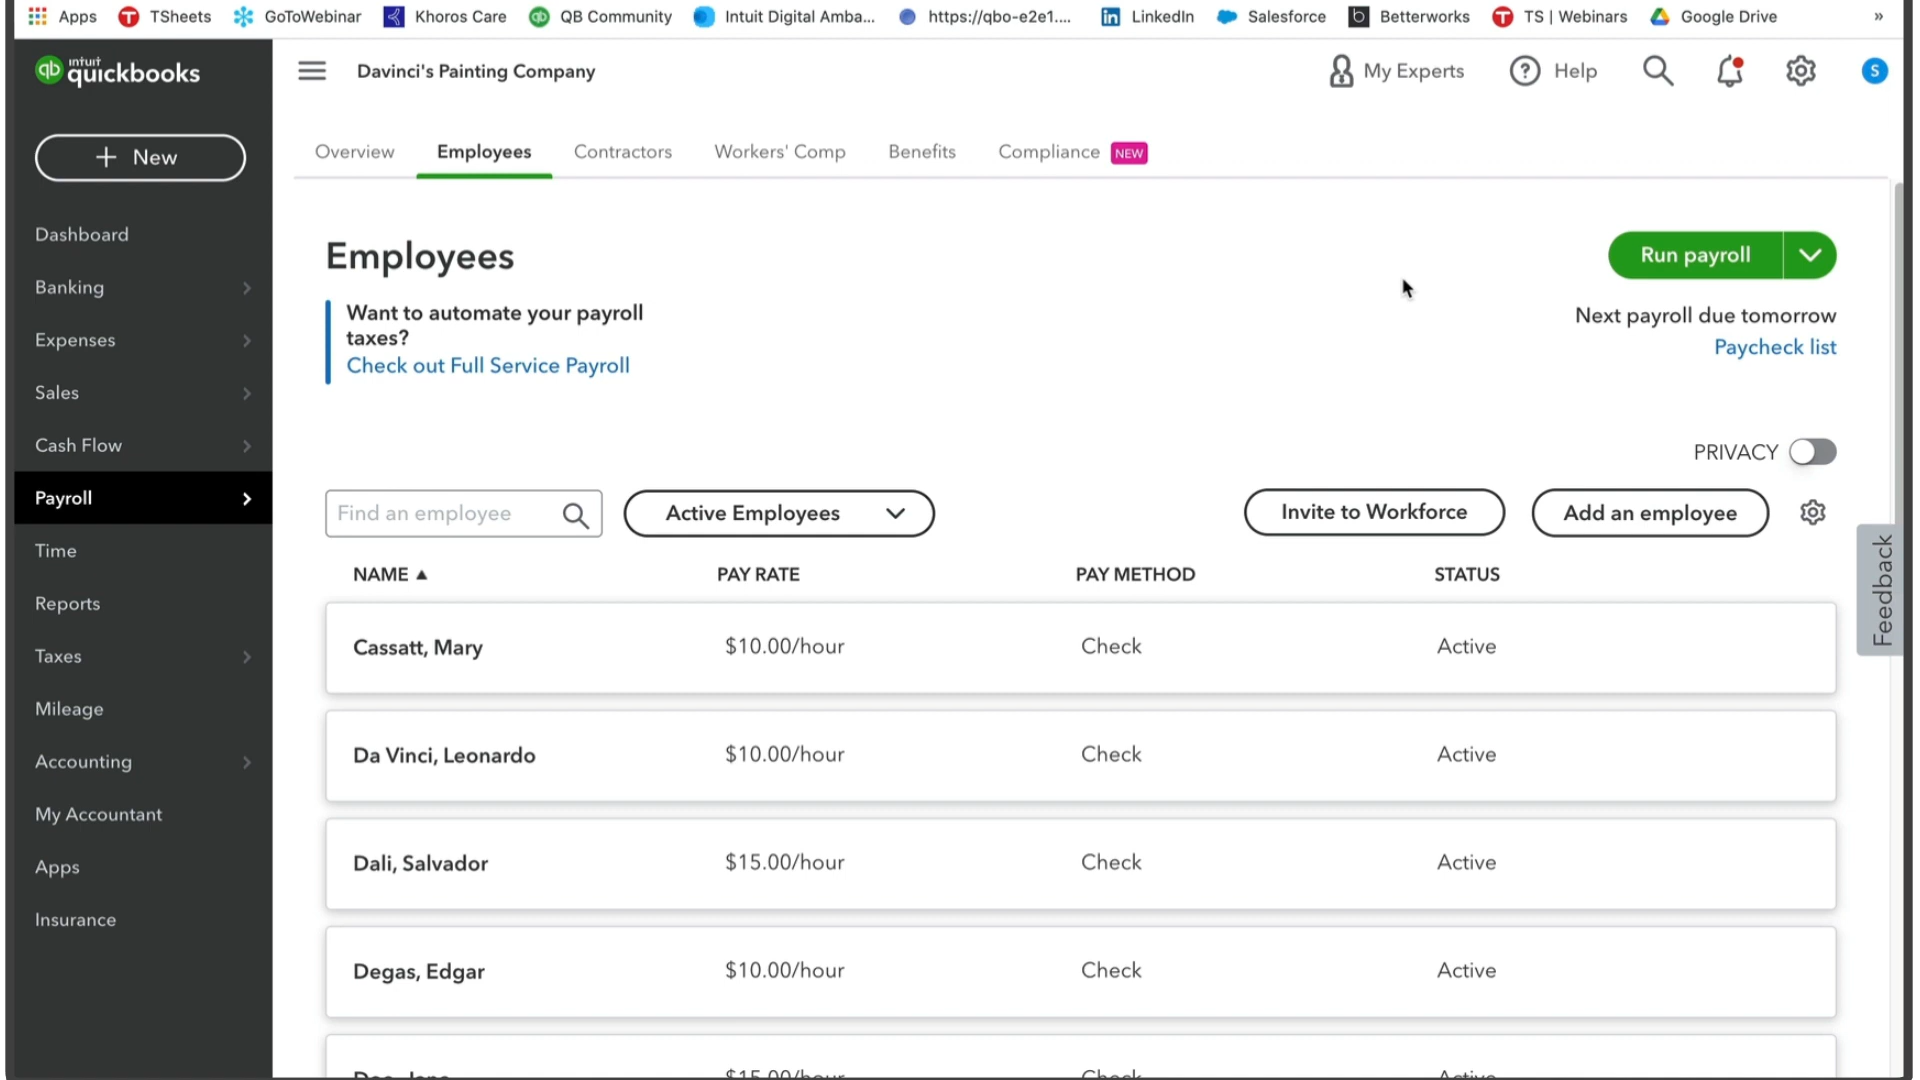 Apps TSheets GoToWebinar Khoros Care QB Community Intuit Digital Amba... https://qbo-e2e1.... LinkedIn Salesforce Betterworks TS | Webinars Google Drive »
intuit
quickbooks
Davinci's Painting Company
My Experts
Help
S
New
Overview Employees Contractors Workers' Comp Benefits Compliance NEW
Dashboard
Banking
Expenses
Sales
Cash Flow
Payroll
Time
Reports
Taxes
Mileage
Accounting
My Accountant
Apps
Insurance
Employees
Run payroll
Want to automate your payroll
taxes?
Check out Full Service Payroll
Next payroll due tomorrow
Paycheck list
PRIVACY
Find an employee
Active Employees
Invite to Workforce
Add an employee
Feedback
NAME PAY RATE PAY METHOD STATUS
Cassatt, Mary $10.00/hour Check Active
Da Vinci, Leonardo $10.00/hour Check Active
Dali, Salvador $15.00/hour Check Active
Degas, Edgar $10.00/hour Check Active
$15.00/hour Check Active